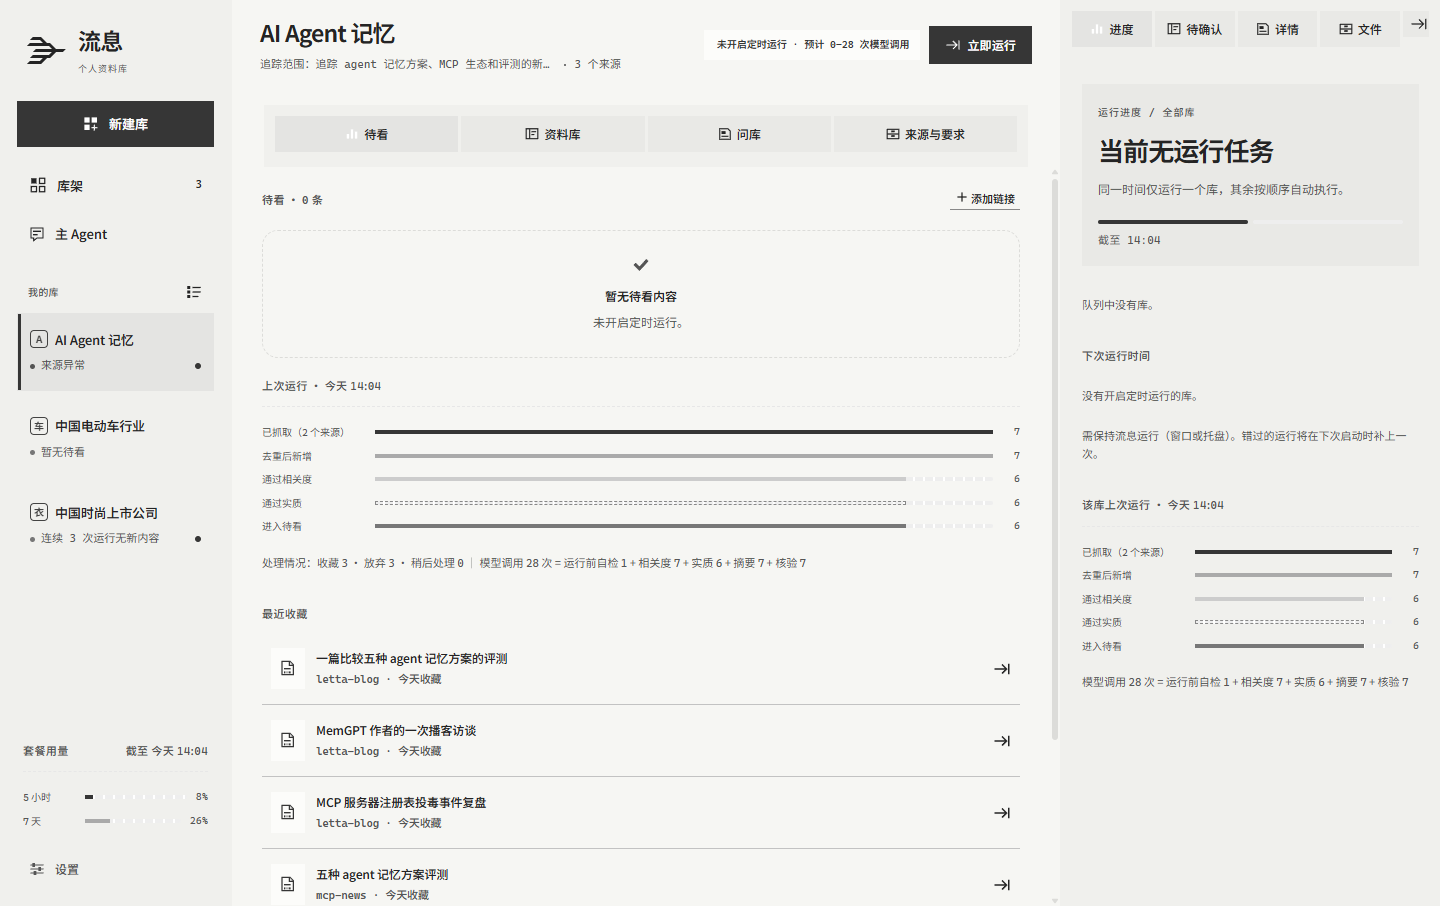 流息
个人资料库
新建库
库架 3
主 Agent
我的库
A AI Agent 记忆
来源异常
车 中国电动车行业
暂无待看
衣 中国时尚上市公司
连续 3 次运行无新内容
套餐用量 截至 今天 14:04
5 小时 8%
7 天 26%
设置
AI Agent 记忆
追踪范围：追踪 agent 记忆方案、MCP 生态和评测的新… · 3 个来源
未开启定时运行 · 预计 0–28 次模型调用
立即运行
待看 资料库 问库 来源与要求
待看 · 0 条
添加链接
暂无待看内容
未开启定时运行。
上次运行 · 今天 14:04
已抓取（2 个来源） 7
去重后新增 7
通过相关度 6
通过实质 6
进入待看 6
处理情况：收藏 3 · 放弃 3 · 稍后处理 0 | 模型调用 28 次 = 运行前自检 1 + 相关度 7 + 实质 6 + 摘要 7 + 核验 7
最近收藏
一篇比较五种 agent 记忆方案的评测
letta-blog · 今天收藏
MemGPT 作者的一次播客访谈
letta-blog · 今天收藏
MCP 服务器注册表投毒事件复盘
letta-blog · 今天收藏
五种 agent 记忆方案评测
mcp-news · 今天收藏
进度 待确认 详情 文件
运行进度 / 全部库
当前无运行任务
同一时间仅运行一个库，其余按顺序自动执行。
截至 14:04
队列中没有库。
下次运行时间
没有开启定时运行的库。
需保持流息运行（窗口或托盘）。错过的运行将在下次启动时补上一
次。
该库上次运行 · 今天 14:04
已抓取（2 个来源） 7
去重后新增 7
通过相关度 6
通过实质 6
进入待看 6
模型调用 28 次 = 运行前自检 1 + 相关度 7 + 实质 6 + 摘要 7 + 核验 7